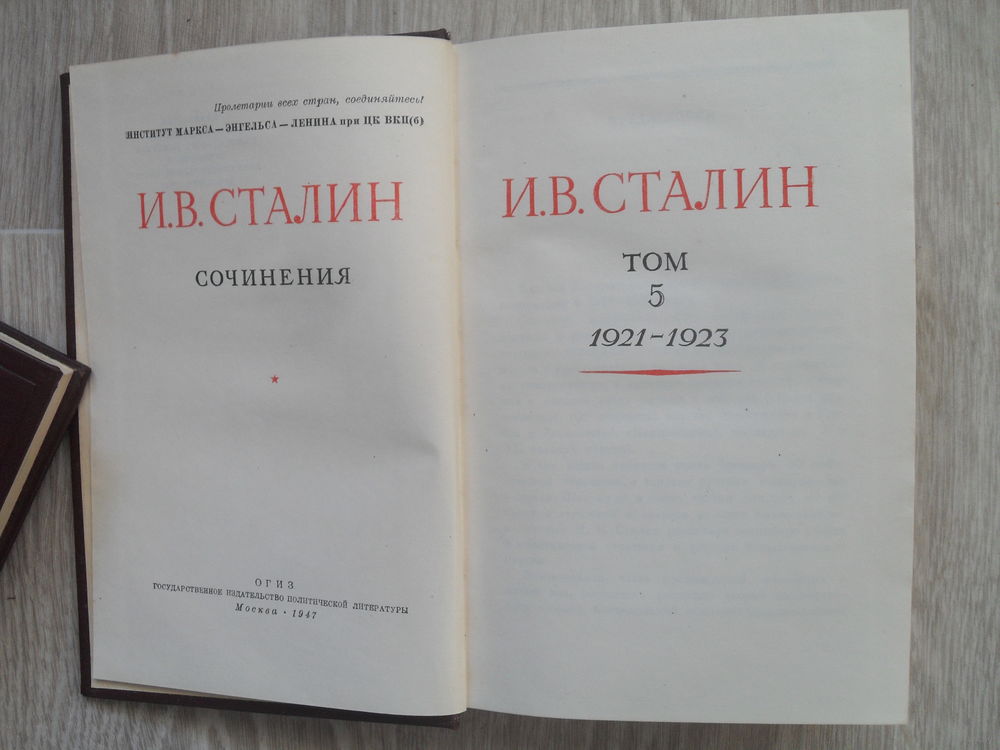 Пролетарии всех стран, соединяйтесь!
ИНСТИТУТ МАРКСА—ЭНГЕЛЬСА—ЛЕНИНА при ЦК ВКП(б)
И.В.СТАЛИН
СОЧИНЕНИЯ
ОГИЗ
ГОСУДАРСТВЕННОЕ ИЗДАТЕЛЬСТВО ПОЛИТИЧЕСКОЙ ЛИТЕРАТУРЫ
Москва · 1947
И.В.СТАЛИН
ТОМ
5
1921-1923